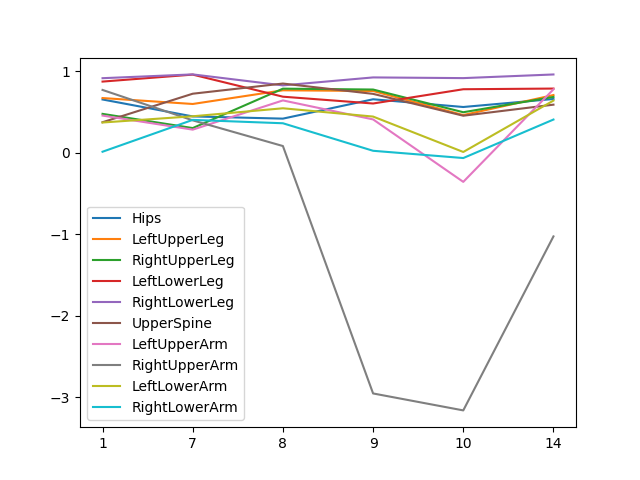 1
0
−1
−2
−3
Hips
LeftUpperLeg
RightUpperLeg
LeftLowerLeg
RightLowerLeg
UpperSpine
LeftUpperArm
RightUpperArm
LeftLowerArm
RightLowerArm
1 7 8 9 10 14